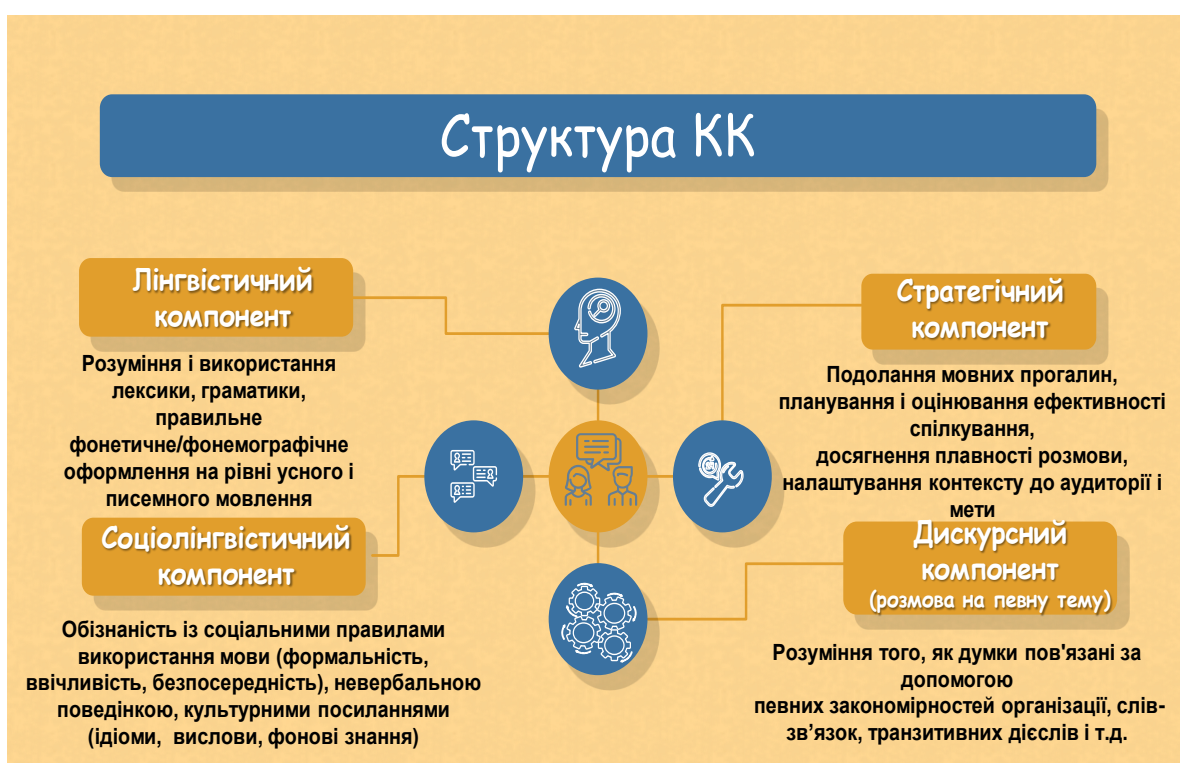 Структура КК
Лінгвістичний
компонент
Розуміння і використання
лексики, граматики,
правильне
фонетичне/фонемографічне
оформлення на рівні усного і
писемного мовлення
Соціолінгвістичний
компонент
Обізнаність із соціальними правилами
використання мови (формальність,
ввічливість, безпосередність), невербальною
поведінкою, культурними посиланнями
(ідіоми, вислови, фонові знання)
Стратегічний
компонент
Подолання мовних прогалин,
планування і оцінювання ефективності
спілкування,
досягнення плавності розмови,
налаштування контексту до аудиторії і
мети
Дискурсний
компонент
(розмова на певну тему)
Розуміння того, як думки пов'язані за
допомогою
певних закономірностей організації, слів-
зв’язок, транзитивних дієслів і т.д.